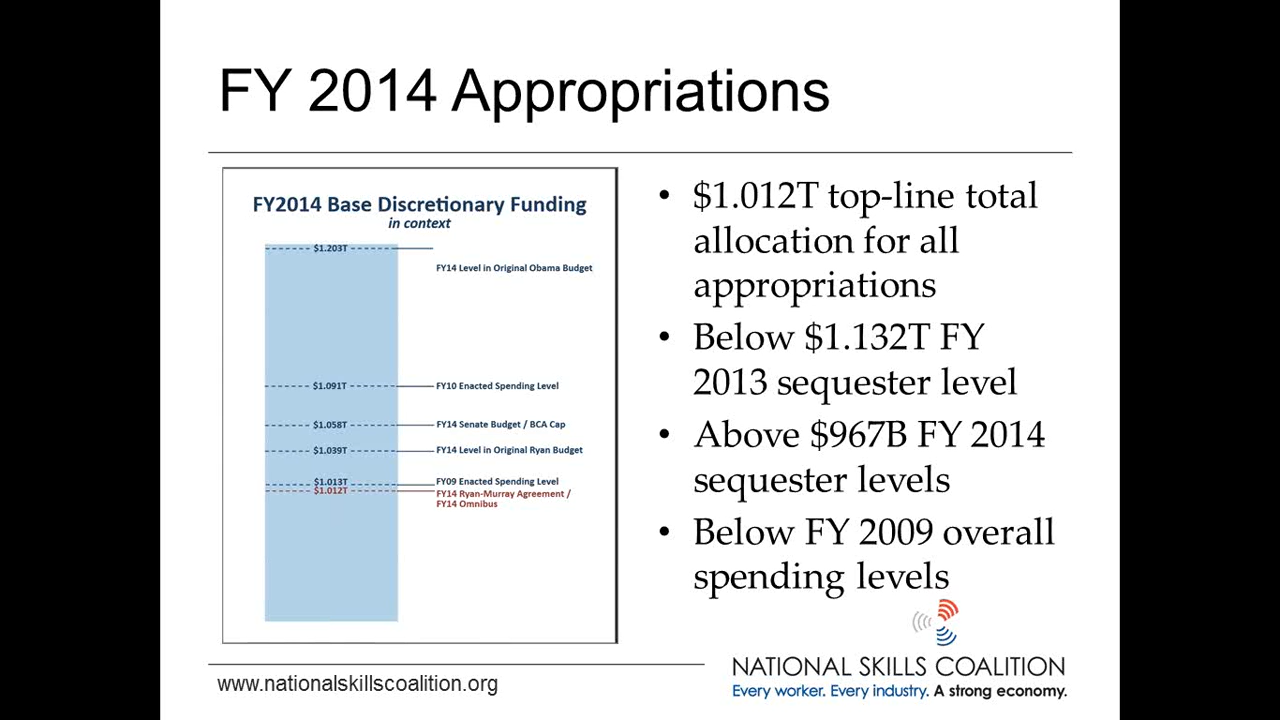 FY 2014 Appropriations
FY2014 Base Discretionary Funding
in context
$1.203T
FY14 Level in Original Obama Budget
$1.091T
FY10 Enacted Spending Level
$1.058T
FY14 Senate Budget / BCA Cap
$1.039T
FY14 Level in Original Ryan Budget
$1.013T
FY09 Enacted Spending Level
$1.012T
FY14 Ryan-Murray Agreement /
FY14 Omnibus
• $1.012T top-line total
allocation for all
appropriations
• Below $1.132T FY
2013 sequester level
• Above $967B FY 2014
sequester levels
• Below FY 2009 overall
spending levels
www.nationalskillscoalition.org
NATIONAL SKILLS COALITION
Every worker. Every industry. A strong economy.